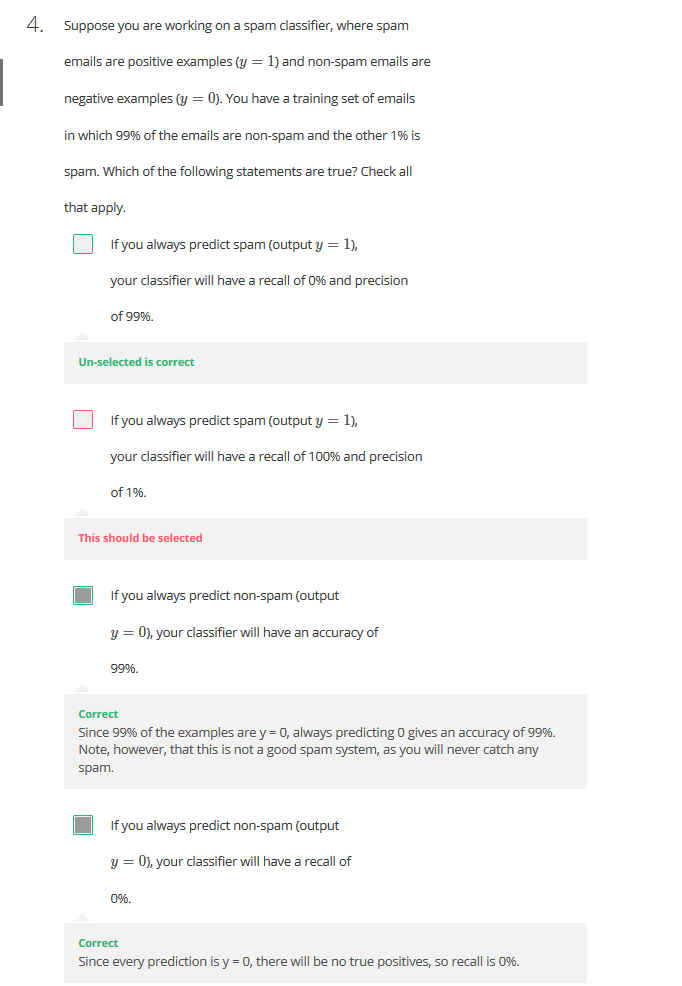 4. Suppose you are working on a spam classifier, where spam
emails are positive examples (y = 1) and non-spam emails are
negative examples (y = 0). You have a training set of emails
in which 99% of the emails are non-spam and the other 1% is
spam. Which of the following statements are true? Check all
that apply.
If you always predict spam (output y = 1),
your classifier will have a recall of 0% and precision
of 99%.
Un-selected is correct
If you always predict spam (output y = 1),
your classifier will have a recall of 100% and precision
of 1%.
This should be selected
If you always predict non-spam (output
y = 0), your classifier will have an accuracy of
99%.
Correct
Since 99% of the examples are y = 0, always predicting 0 gives an accuracy of 99%.
Note, however, that this is not a good spam system, as you will never catch any
spam.
If you always predict non-spam (output
y = 0), your classifier will have a recall of
0%.
Correct
Since every prediction is y = 0, there will be no true positives, so recall is 0%.